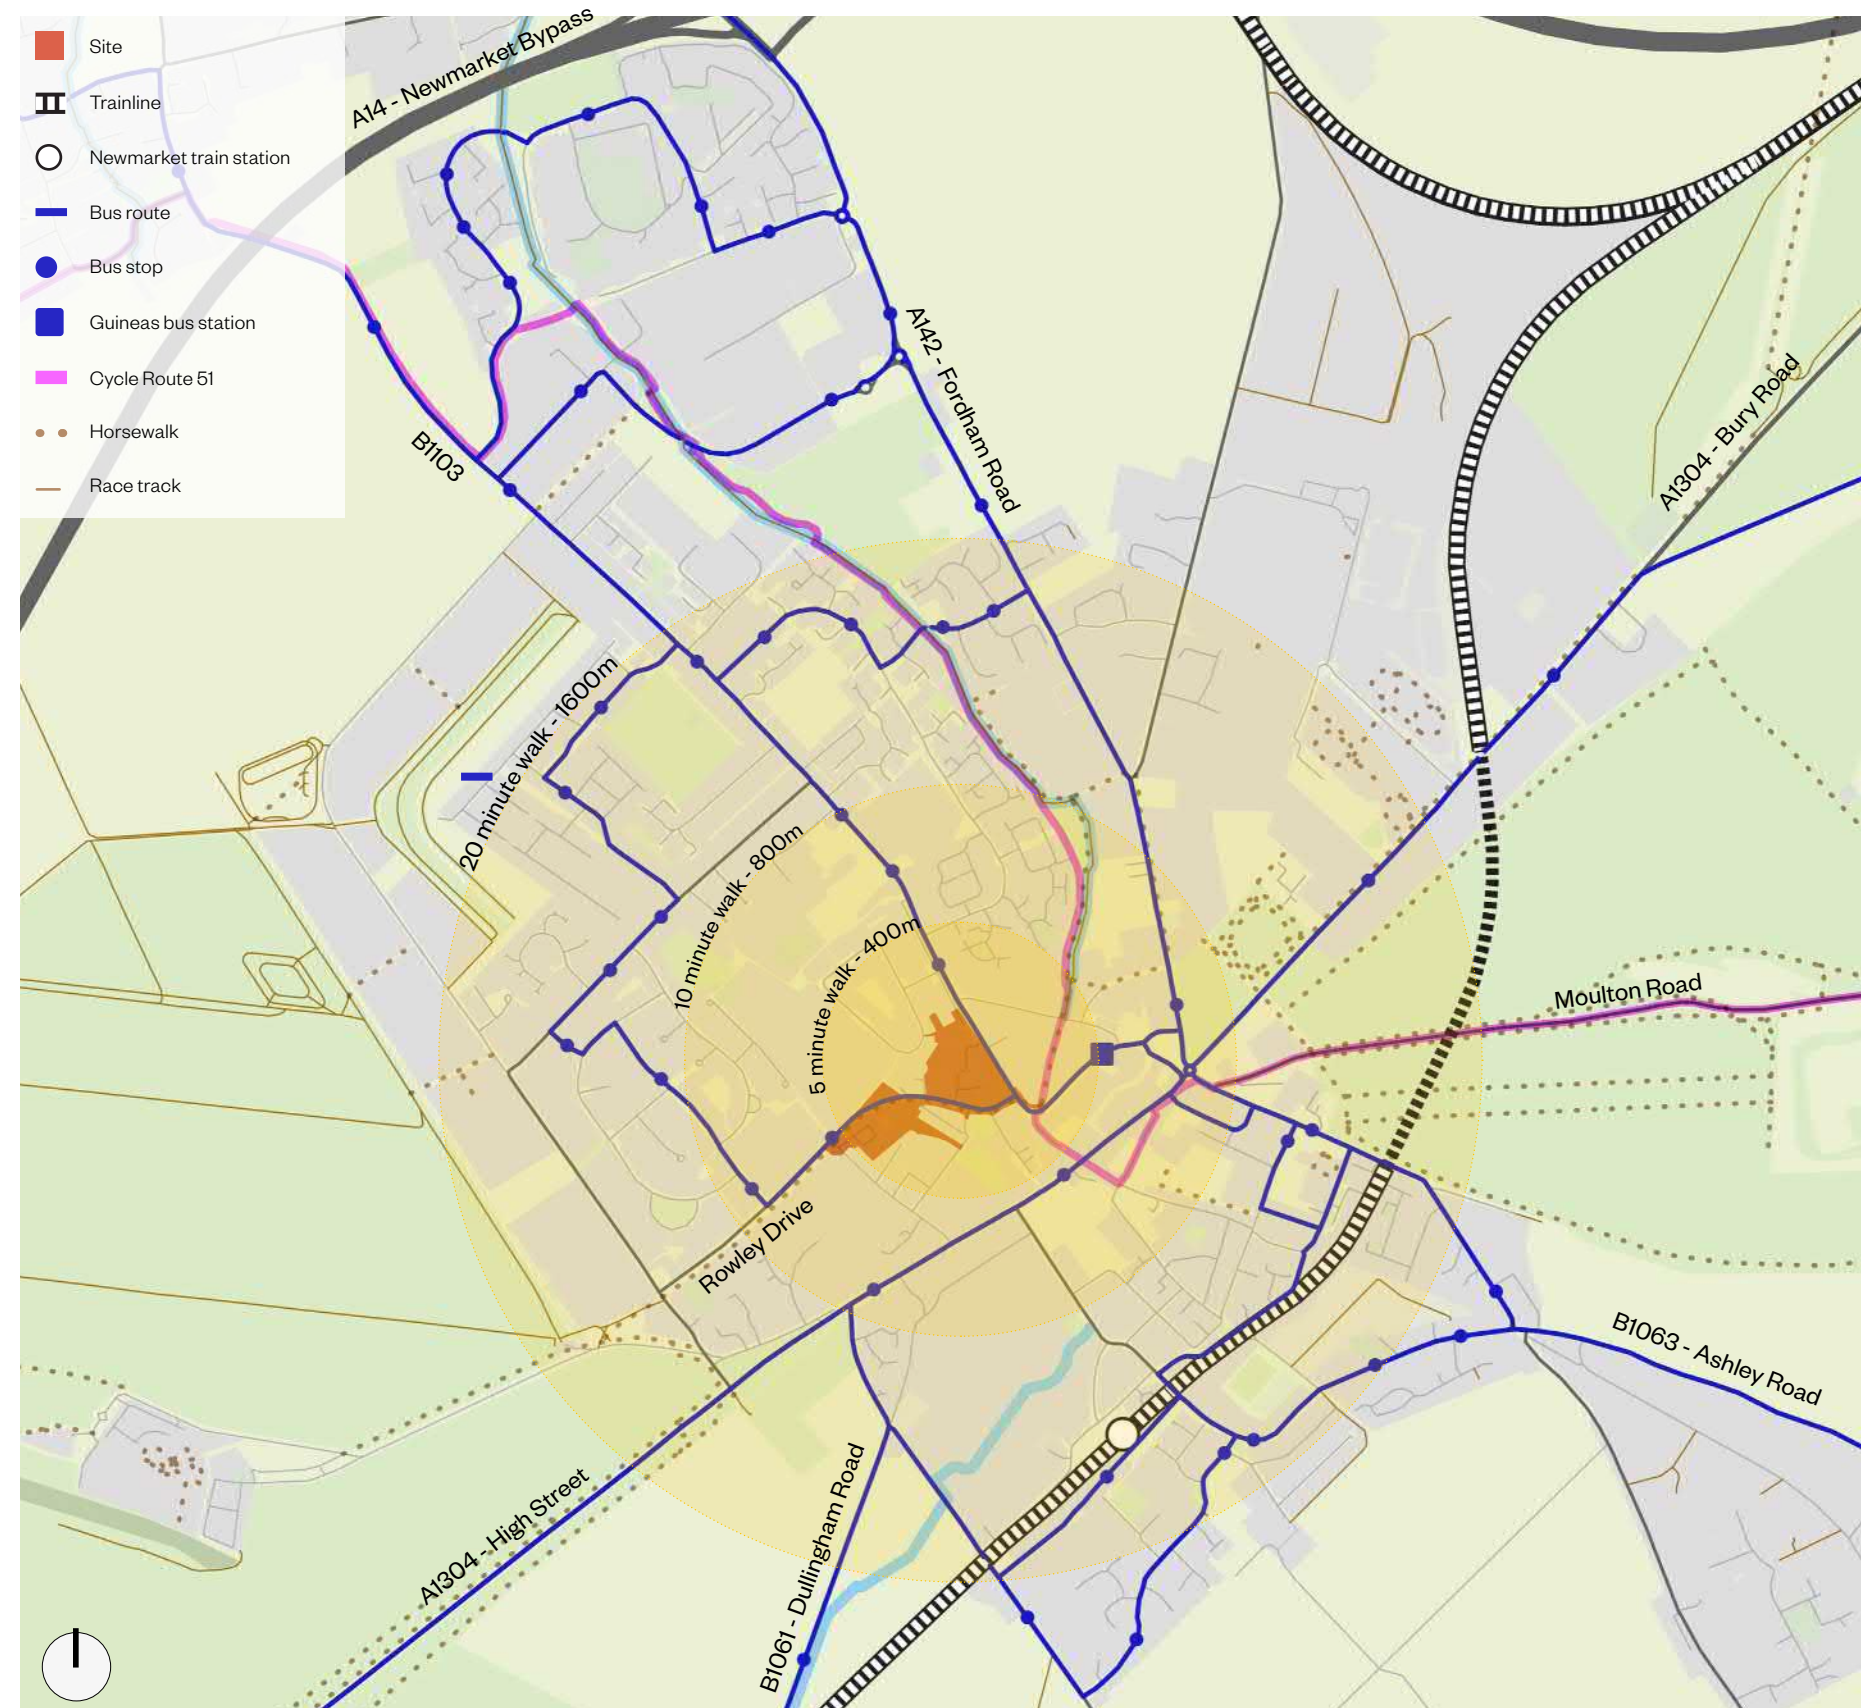 Site
Trainline
Newmarket train station
Bus route
Bus stop
Guineas bus station
Cycle Route 51
Horsewalk
Race track
A14 - Newmarket Bypass
A142 - Fordham Road
B1103
A1304 - Bury Road
20 minute walk - 1600m
10 minute walk - 800m
5 minute walk - 400m
Moulton Road
Rowley Drive
B1063 - Ashley Road
A1304 - High Street
B1061 - Dullingham Road